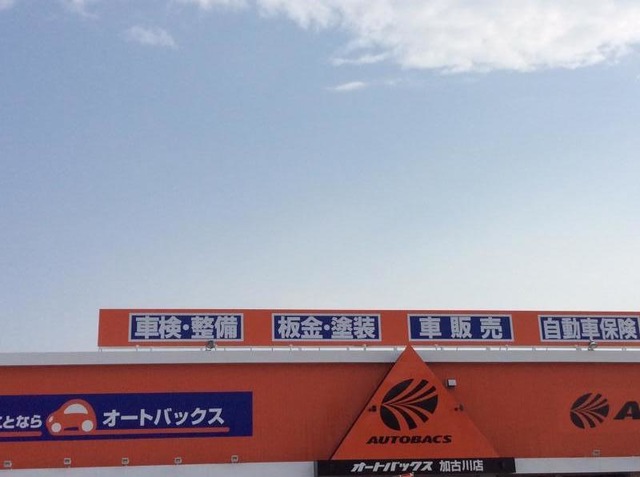 車検・整備
板金・塗装
車販売
自動車保険
ことなら
オートバックス
AUTOBACS
オートバックス 加古川店
A